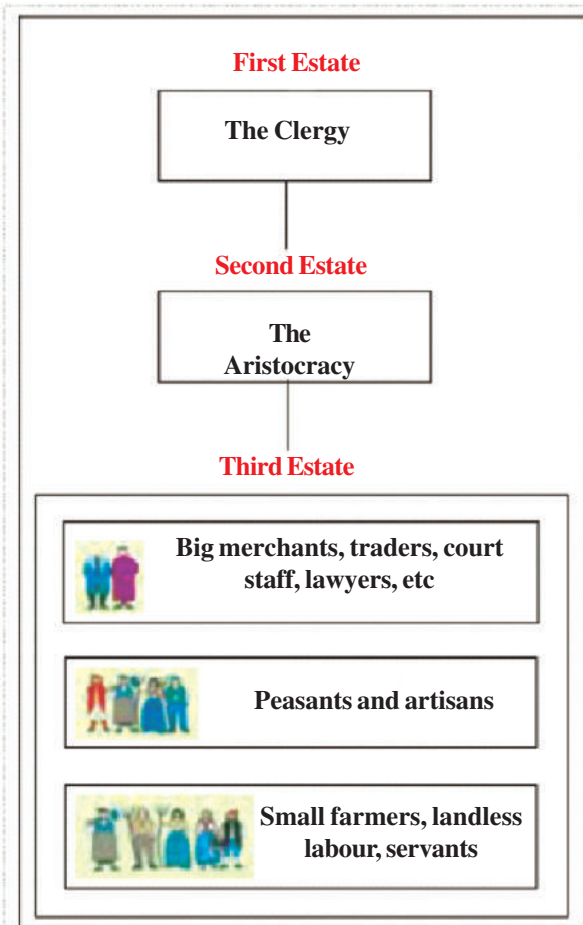 First Estate
The Clergy
Second Estate
The
Aristocracy
Third Estate
Big merchants, traders, court
staff, lawyers, etc
Peasants and artisans
Small farmers, landless
labour, servants